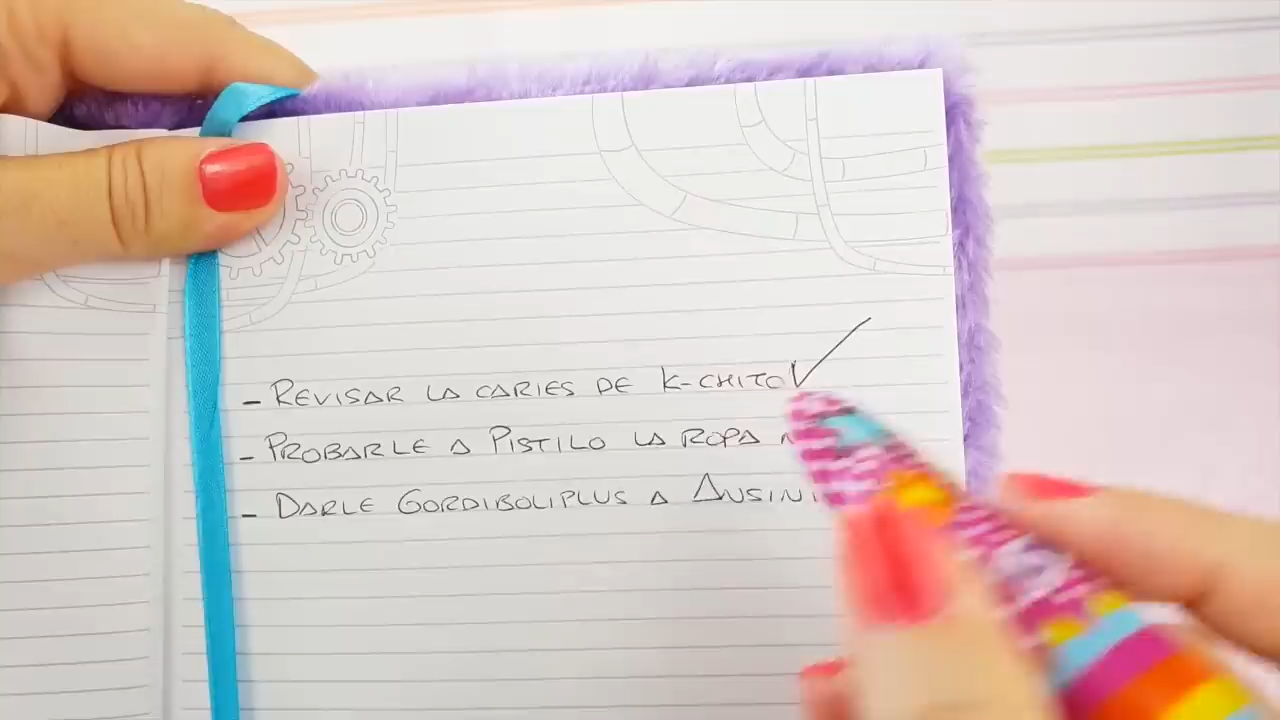 - REVISAR LA CARIES DE K-CHITO
- PROBARLE A PISTILO LA ROPA
- DARLE GORDIBOLIPLUS A